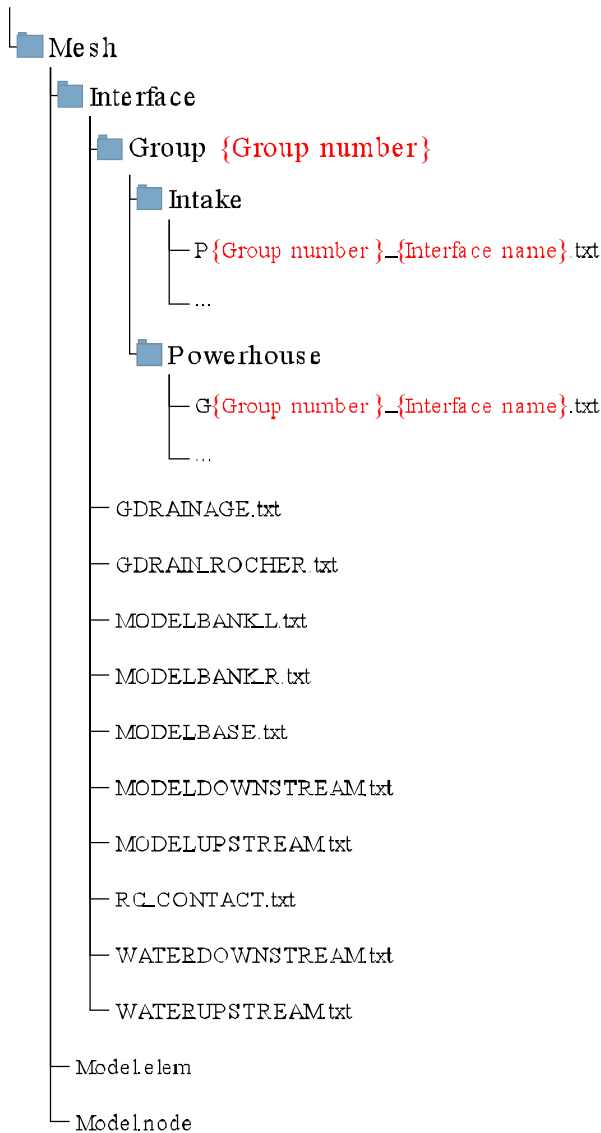 Mesh
Interface
Group {Group number}
Intake
P{Group number}_{Interface name}.txt
...
Powerhouse
G{Group number}_{Interface name}.txt
...
GDRAINAGE.txt
GDRAIN_ROCHER.txt
MODELBANK_L.txt
MODELBANK_R.txt
MODELBASE.txt
MODELDOWNSTREAM.txt
MODELUPSTREAM.txt
RC_CONTACT.txt
WATERDOWNSTREAM.txt
WATERUPSTREAM.txt
Model.elem
Model.node